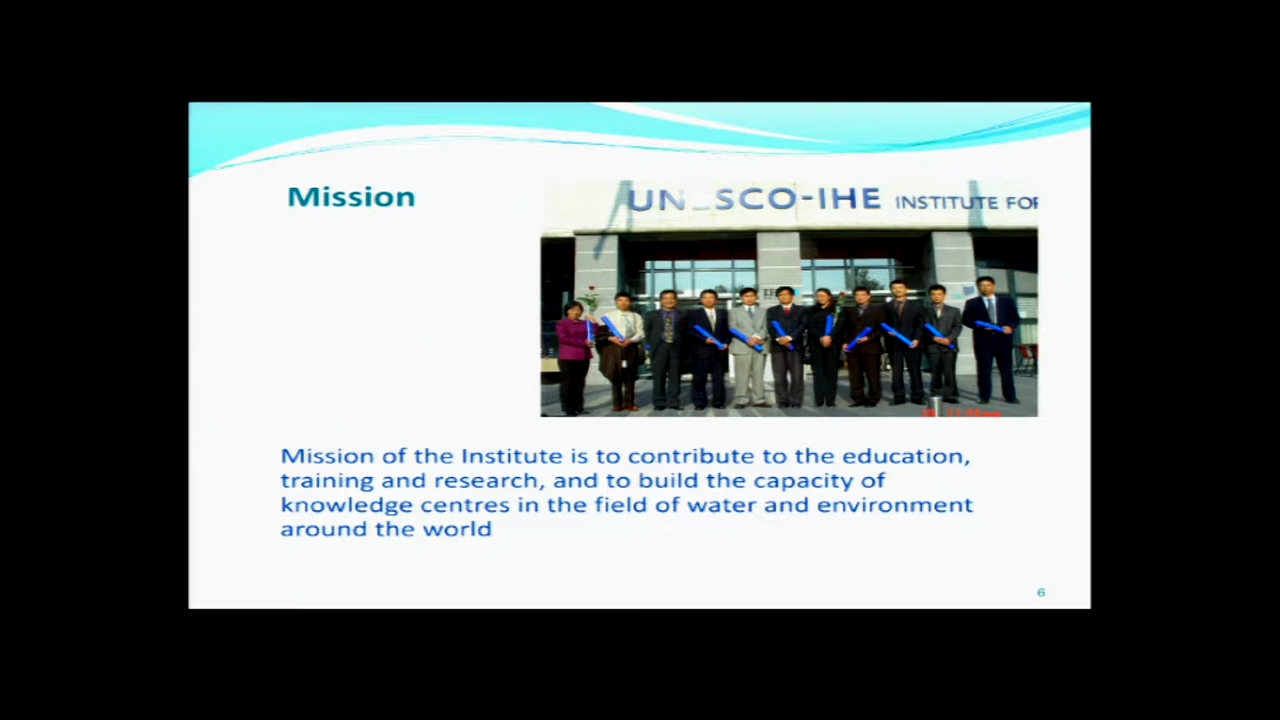 Mission
UN_SCO-IHE INSTITUTE FOR
Mission of the Institute is to contribute to the education,
training and research, and to build the capacity of
knowledge centres in the field of water and environment
around the world
6